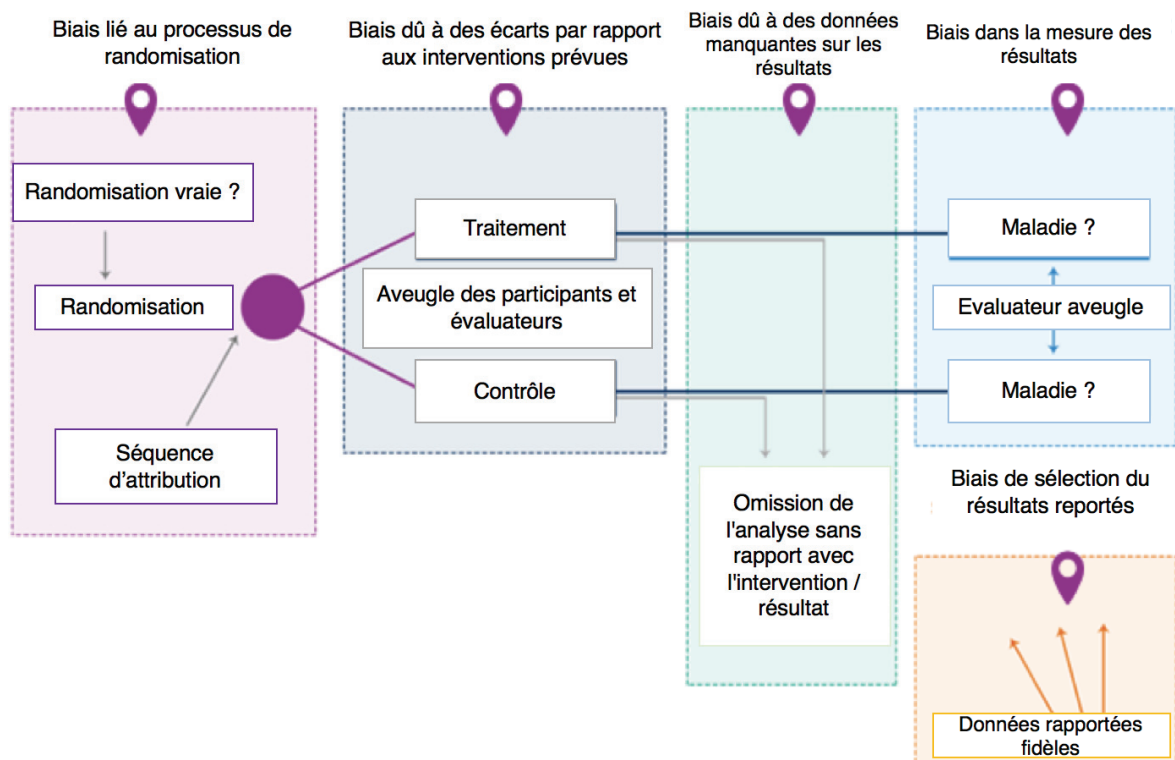 Biais lié au processus de
randomisation
Biais dû à des écarts par rapport
aux interventions prévues
Biais dû à des données
manquantes sur les
résultats
Biais dans la mesure des
résultats
Randomisation vraie ?
Randomisation
Séquence
d'attribution
Traitement
Aveugle des participants et
évaluateurs
Contrôle
Omission de
l'analyse sans
rapport avec
l'intervention /
résultat
Maladie ?
Evaluateur aveugle
Maladie ?
Biais de sélection du
résultats reportés
Données rapportées
fidèles